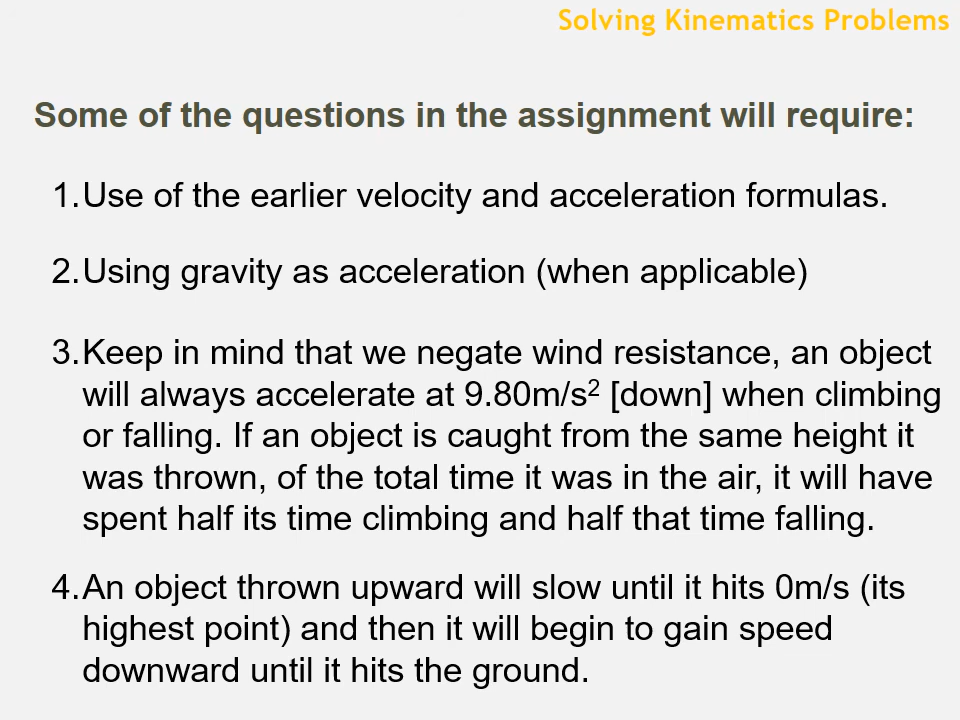 Solving Kinematics Problems
Some of the questions in the assignment will require:
1.Use of the earlier velocity and acceleration formulas.
2.Using gravity as acceleration (when applicable)
3.Keep in mind that we negate wind resistance, an object
will always accelerate at 9.80m/s² [down] when climbing
or falling. If an object is caught from the same height it
was thrown, of the total time it was in the air, it will have
spent half its time climbing and half that time falling.
4.An object thrown upward will slow until it hits 0m/s (its
highest point) and then it will begin to gain speed
downward until it hits the ground.